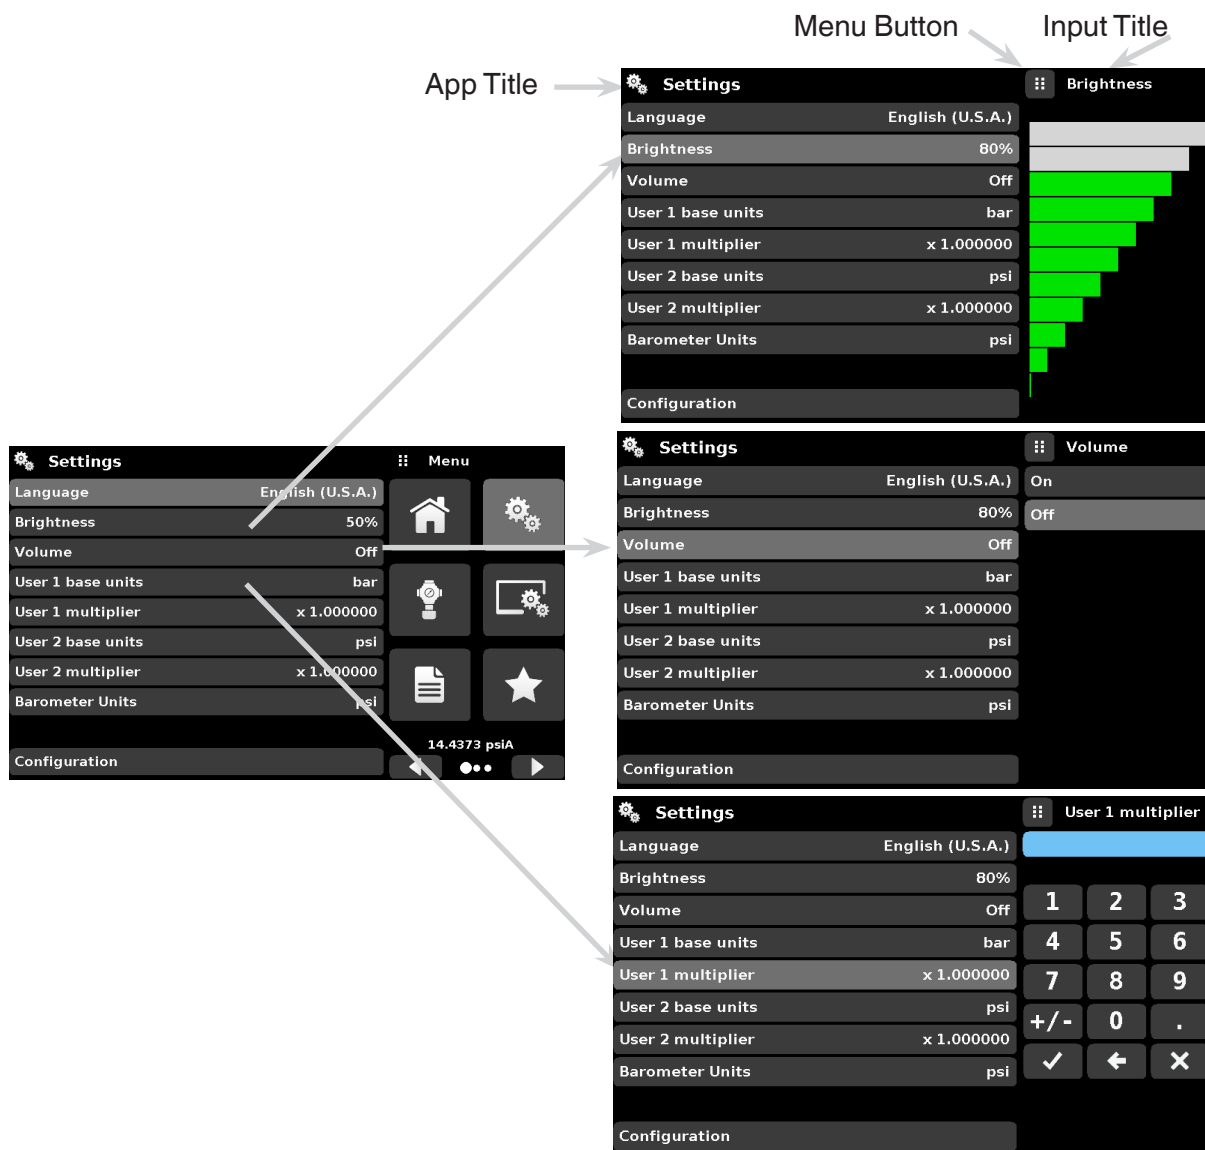 Menu Button
Input Title
App Title
Settings
Brightness
Language English (U.S.A.)
Brightness 80%
Volume Off
User 1 base units bar
User 1 multiplier x 1.000000
User 2 base units psi
User 2 multiplier x 1.000000
Barometer Units psi
Configuration
Settings
Menu
Language English (U.S.A.)
Brightness 50%
Volume Off
User 1 base units bar
User 1 multiplier x 1.000000
User 2 base units psi
User 2 multiplier x 1.000000
Barometer Units psi
14.4373 psiA
Configuration
Settings
Volume
Language English (U.S.A.)
On
Brightness 80%
Off
Volume Off
User 1 base units bar
User 1 multiplier x 1.000000
User 2 base units psi
User 2 multiplier x 1.000000
Barometer Units psi
Configuration
Settings
User 1 multiplier
Language English (U.S.A.)
Brightness 80%
Volume Off
User 1 base units bar
User 1 multiplier x 1.000000
User 2 base units psi
User 2 multiplier x 1.000000
Barometer Units psi
Configuration
1 2 3
4 5 6
7 8 9
+/- 0 .